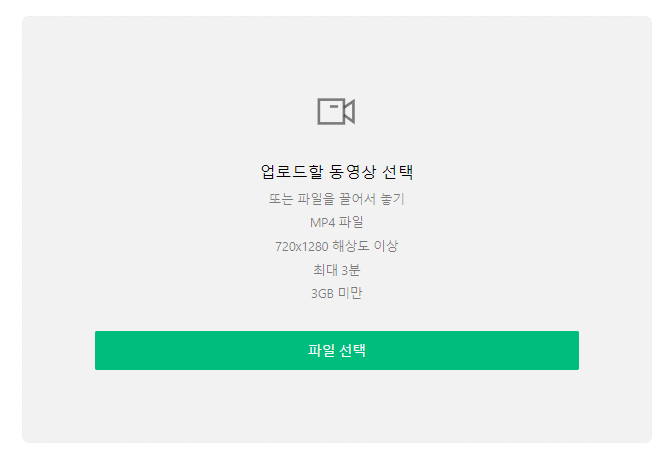 업로드할 동영상 선택
또는 파일을 끌어서 놓기
MP4 파일
720x1280 해상도 이상
최대 3분
3GB 미만
파일 선택